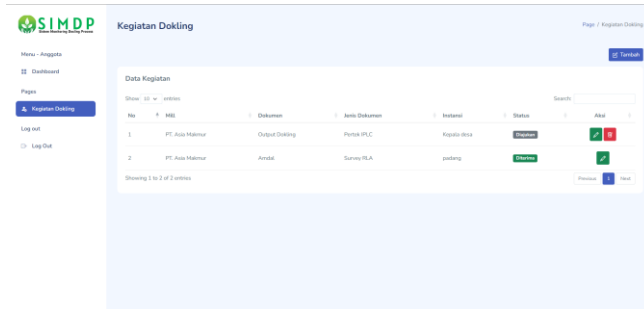 SIMDP
Sistem Monitoring Dokling Proses
Kegiatan Dokling
Page / Kegiatan Dokling
Menu - Anggota
Dashboard
Pages
Kegiatan Dokling
Log out
Log Out
Tambah
Data Kegiatan
Show 10 entries
Search:
No Mitra Dokumen Jenis Dokumen Instansi Status Aksi
1 PT. Asia Makmur Output Dokling Pertek IPLC Kepala desa Diajukan
2 PT. Asia Makmur Amdal Survey RLA padang Diterima
Showing 1 to 2 of 2 entries
Previous 1 Next